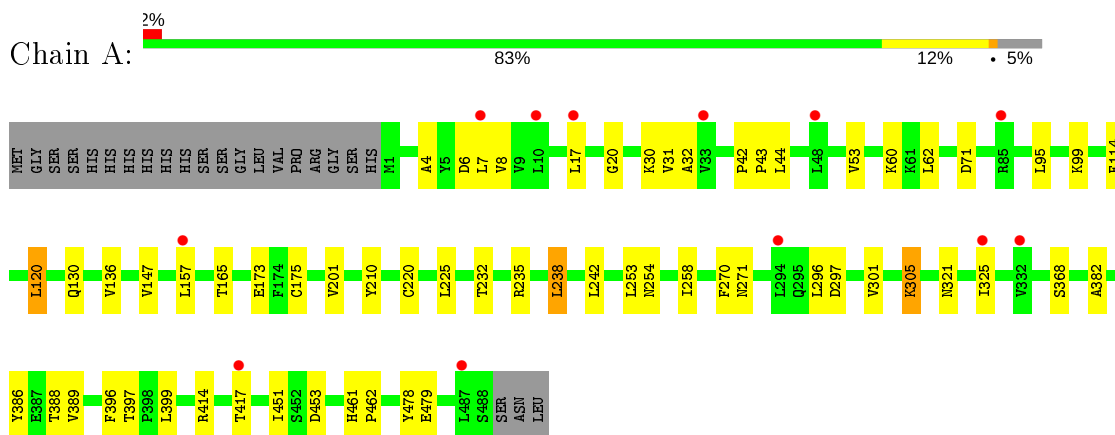 2%
Chain A:
83% 12% • 5%
MET GLY SER SER HIS HIS HIS HIS HIS HIS SER SER GLY LEU VAL PRO ARG GLY SER HIS M1 A4 Y5 D6 L7 V8 V9 L10 L17 G20 K30 V31 A32 V33 P42 P43 L44 L48 V53 K60 K61 L62 D71 R85 L95 K99 E114
L120 Q130 V136 V147 L157 T165 E173 F174 C175 V201 Y210 C220 L225 T232 R235 L238 L242 L253 N254 I258 F270 N271 L294 Q295 L296 D297 V301 K305 N321 I325 V332 S368 A382
Y386 E387 T388 V389 F396 T397 P398 L399 R414 T417 I451 S452 D453 H461 P462 Y478 E479 L487 S488 SER ASN LEU